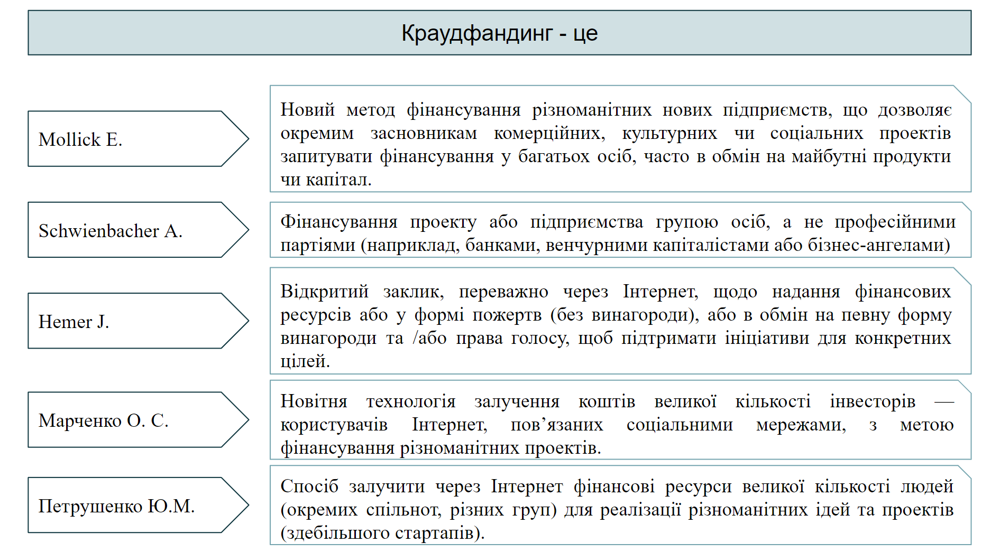 Краудфандинг - це
Mollick E.
Новий метод фінансування різноманітних нових підприємств, що дозволяє
окремим засновникам комерційних, культурних чи соціальних проектів
запитувати фінансування у багатьох осіб, часто в обмін на майбутні продукти
чи капітал.
Schwienbacher A.
Фінансування проекту або підприємства групою осіб, а не професійними
партіями (наприклад, банками, венчурними капіталістами або бізнес-ангелами)
Hemer J.
Відкритий заклик, переважно через Інтернет, щодо надання фінансових
ресурсів або у формі пожертв (без винагороди), або в обмін на певну форму
винагороди та /або права голосу, щоб підтримати ініціативи для конкретних
цілей.
Марченко О. С.
Новітня технологія залучення коштів великої кількості інвесторів —
користувачів Інтернет, пов’язаних соціальними мережами, з метою
фінансування різноманітних проектів.
Петрушенко Ю.М.
Спосіб залучити через Інтернет фінансові ресурси великої кількості людей
(окремих спільнот, різних груп) для реалізації різноманітних ідей та проектів
(здебільшого стартапів).